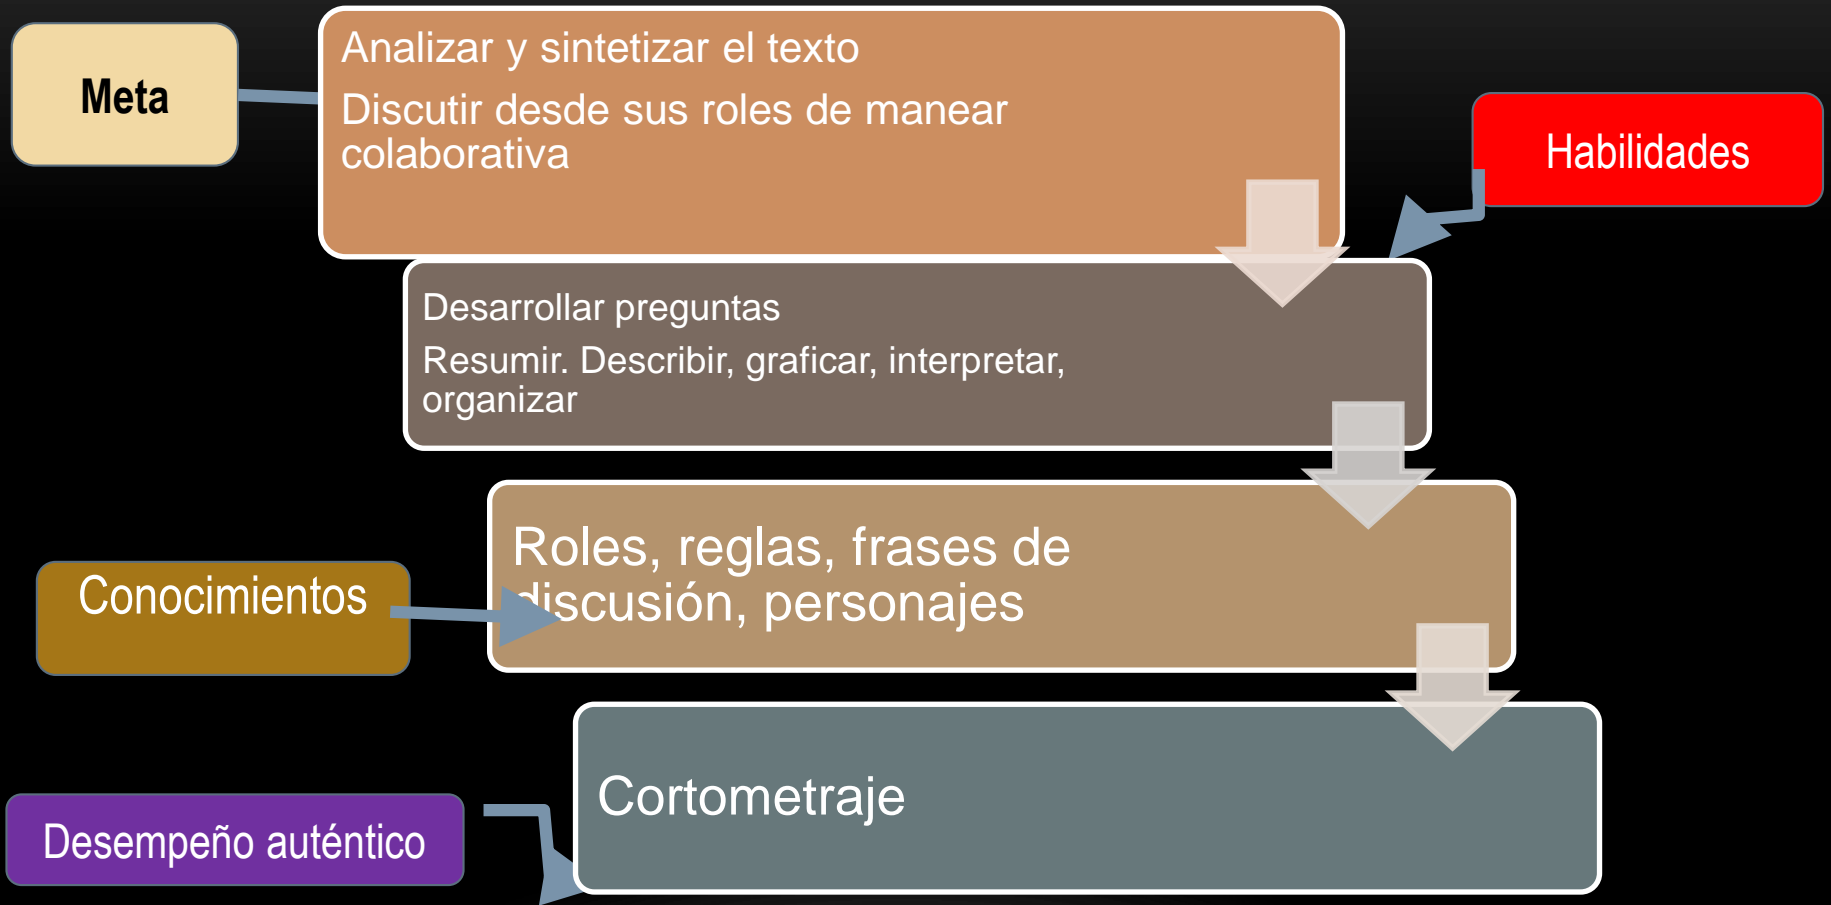 Meta
Analizar y sintetizar el texto
Discutir desde sus roles de manear
colaborativa
Habilidades
Desarrollar preguntas
Resumir. Describir, graficar, interpretar,
organizar
Conocimientos
Roles, reglas, frases de
discusión, personajes
Desempeño auténtico
Cortometraje